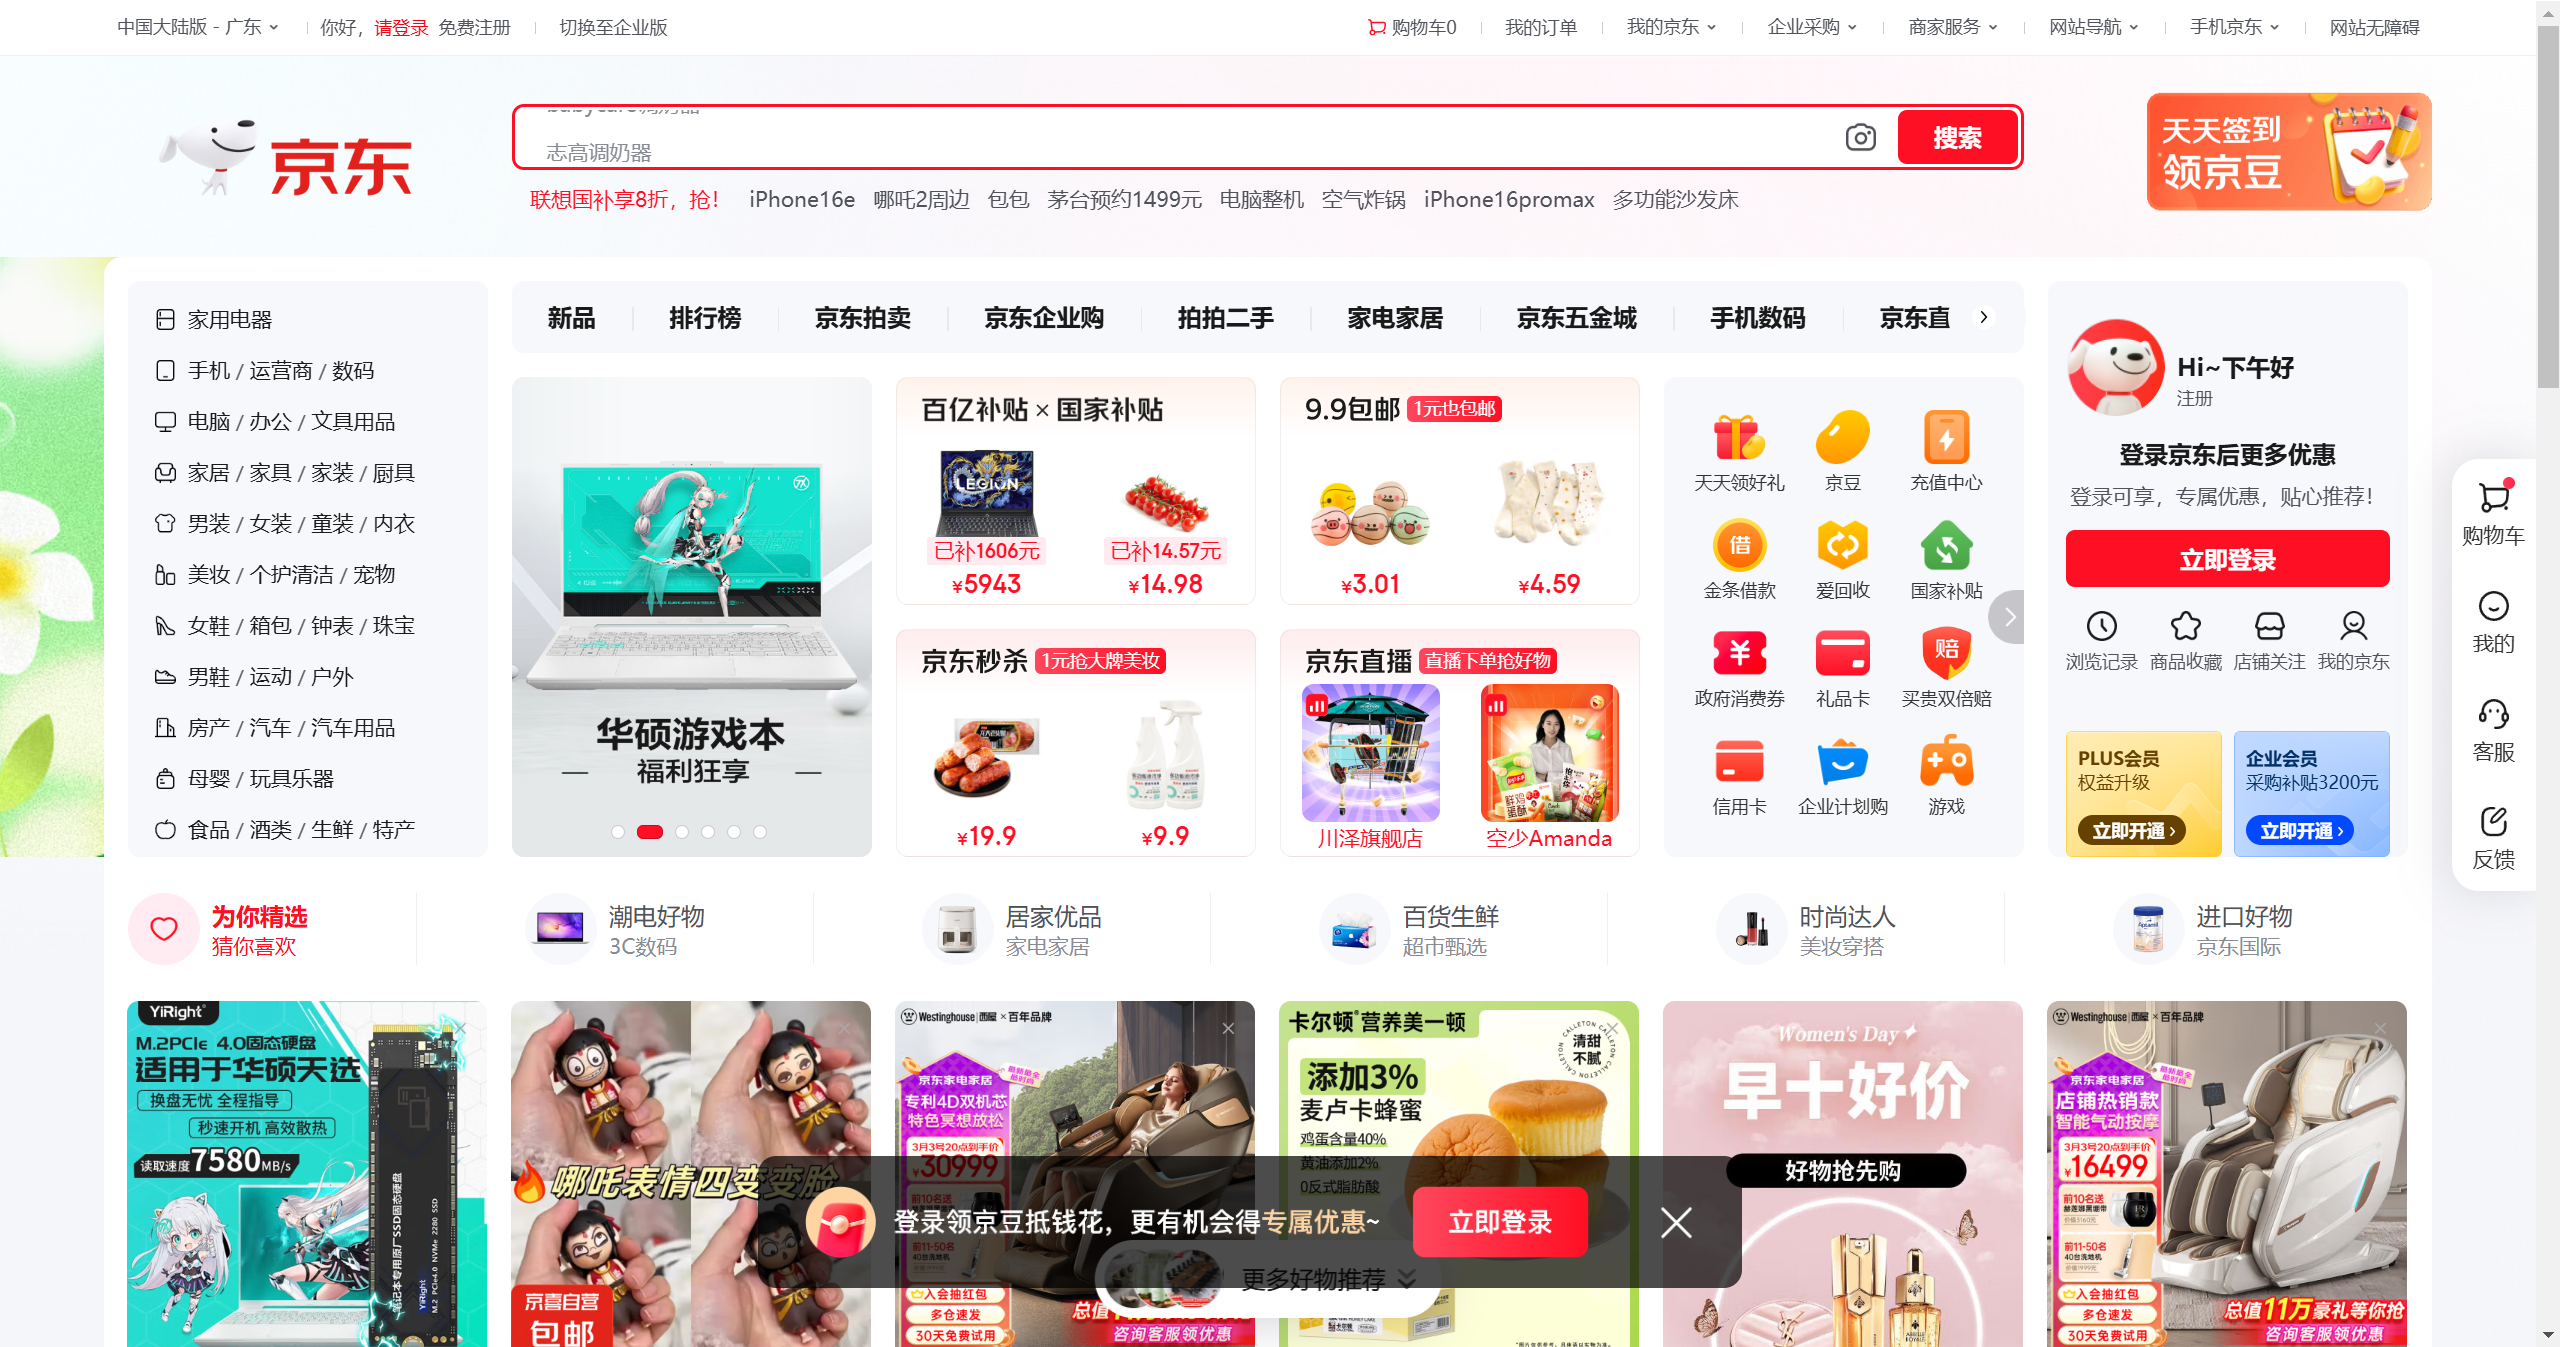 中国大陆版 - 广东
你好，请登录 免费注册
切换至企业版
购物车0
我的订单
我的京东
企业采购
商家服务
网站导航
手机京东
网站无障碍
京东
志高调奶器
搜索
天天签到
领京豆
联想国补享8折，抢！ iPhone16e 哪吒2周边 包包 茅台预约1499元 电脑整机 空气炸锅 iPhone16promax 多功能沙发床
家用电器
手机 / 运营商 / 数码
电脑 / 办公 / 文具用品
家居 / 家具 / 家装 / 厨具
男装 / 女装 / 童装 / 内衣
美妆 / 个护清洁 / 宠物
女鞋 / 箱包 / 钟表 / 珠宝
男鞋 / 运动 / 户外
房产 / 汽车 / 汽车用品
母婴 / 玩具乐器
食品 / 酒类 / 生鲜 / 特产
新品 排行榜 京东拍卖 京东企业购 拍拍二手 家电家居 京东五金城 手机数码 京东直
华硕游戏本
福利狂享
百亿补贴×国家补贴
LEGION
已补1606元 已补14.57元
¥5943 ¥14.98
9.9包邮 1元也包邮
¥3.01 ¥4.59
京东秒杀 1元抢大牌美妆
¥19.9 ¥9.9
京东直播 直播下单抢好物
川泽旗舰店 空少Amanda
天天领好礼 京豆 充值中心
借
金条借款 爱回收 国家补贴
¥ 赔
政府消费券 礼品卡 买贵双倍赔
信用卡 企业计划购 游戏
Hi~下午好
注册
登录京东后更多优惠
登录可享，专属优惠，贴心推荐！
立即登录
浏览记录 商品收藏 店铺关注 我的京东
PLUS会员
权益升级
立即开通 ›
企业会员
采购补贴3200元
立即开通 ›
购物车
我的
客服
反馈
为你精选
猜你喜欢
潮电好物
3C数码
居家优品
家电家居
百货生鲜
超市甄选
时尚达人
美妆穿搭
进口好物
京东国际
YiRight
M.2PCIe 4.0固态硬盘
适用于华硕天选
换盘无忧 全程指导
秒速开机 高效散热
读取速度7580MB/s
笔记本专用原厂SSD固态硬盘
YiRight
M.2 PCIe4.0 NVMe 2280 SSD
哪吒表情四变变脸
京喜自营
包邮
Westinghouse 西屋 × 百年品牌
京东家电家居
专利4D双机芯
特色冥想放松
3月3号20点到手价
¥30999
入会抽红包
多仓速发
30天免费试用
咨询客服领优惠
卡尔顿 营养美一顿
CALLETON
清甜
不腻
添加3%
麦卢卡蜂蜜
鸡蛋含量40%
黄油添加2%
0反式脂肪酸
Women's Day
早十好价
好物抢先购
Westinghouse 西屋 × 百年品牌
京东家电家居
店铺热销款
智能气动按摩
3月3号20点到手价
¥16499
前10名送
前11-50名
入会抽红包
多仓速发
30天免费试用
总值11万豪礼等你抢
咨询客服领优惠
登录领京豆抵钱花，更有机会得专属优惠~
立即登录
更多好物推荐